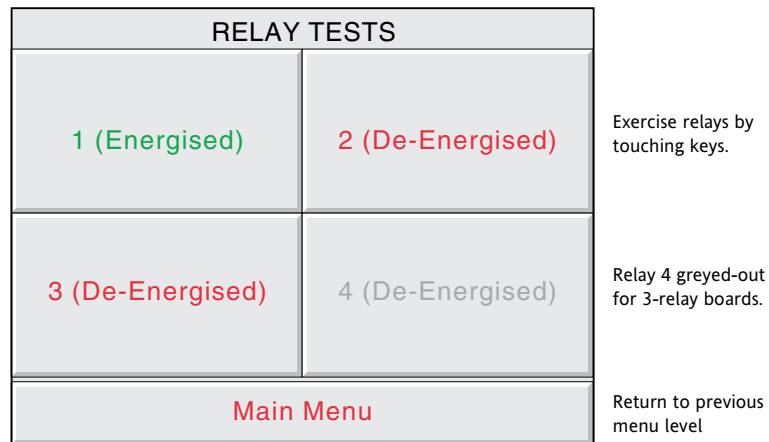 RELAY TESTS
1 (Energised)
2 (De-Energised)
Exercise relays by
touching keys.
3 (De-Energised)
4 (De-Energised)
Relay 4 greyed-out
for 3-relay boards.
Main Menu
Return to previous
menu level